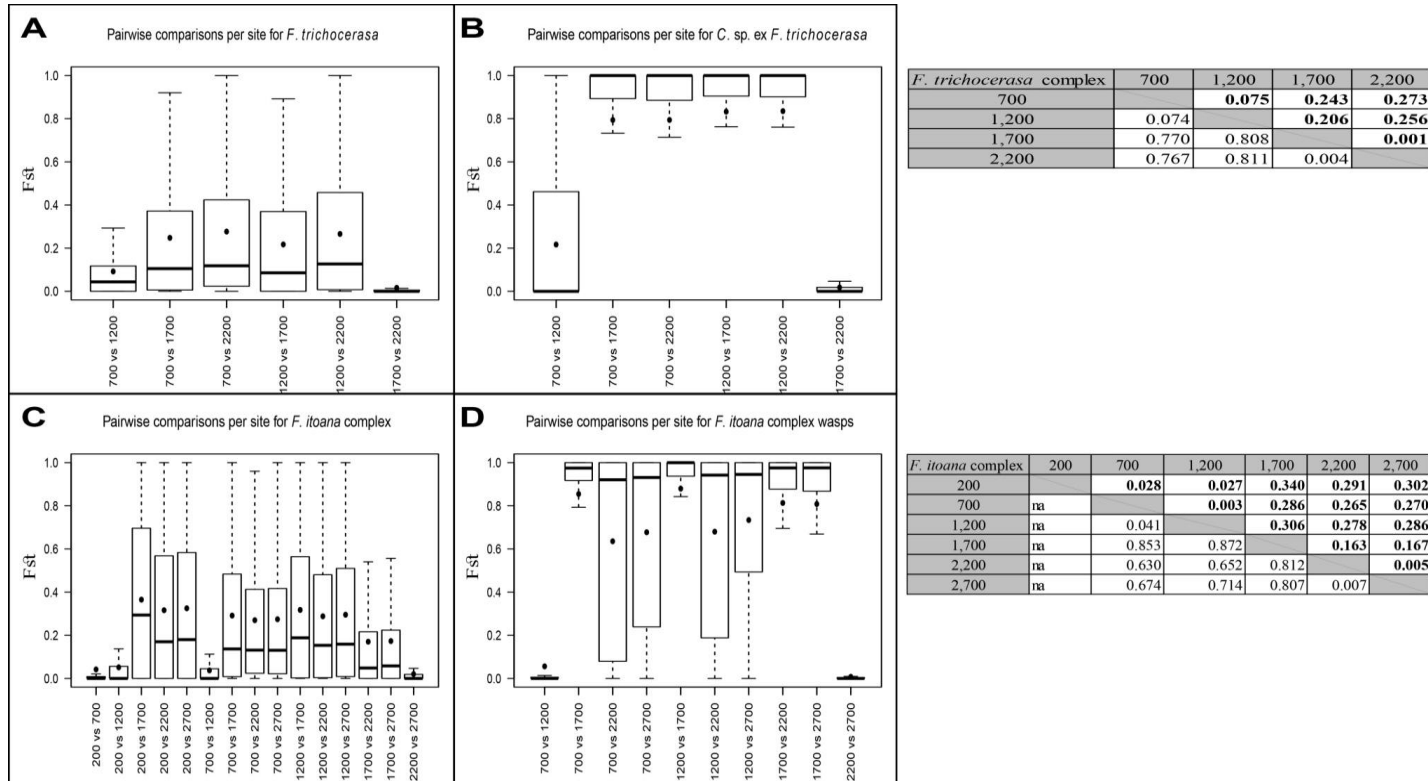 A
Pairwise comparisons per site for F. trichocerasa
Fst
1.0
0.8
0.6
0.4
0.2
0.0
700 vs 1200
700 vs 1700
700 vs 2200
1200 vs 1700
1200 vs 2200
1700 vs 2200
B
Pairwise comparisons per site for C. sp. ex F. trichocerasa
1.0
0.8
0.6
0.4
0.2
0.0
700 vs 1200
700 vs 1700
700 vs 2200
1200 vs 1700
1200 vs 2200
1700 vs 2200
F. trichocerasa complex 700 1,200 1,700 2,200
700 0.075 0.243 0.273
1,200 0.074 0.206 0.256
1,700 0.770 0.808 0.001
2,200 0.767 0.811 0.004
C
Pairwise comparisons per site for F. itoana complex
Fst
1.0
0.8
0.6
0.4
0.2
0.0
200 vs 700
200 vs 1200
200 vs 1700
200 vs 2200
200 vs 2700
700 vs 1200
700 vs 1700
700 vs 2200
700 vs 2700
1200 vs 1700
1200 vs 2200
1200 vs 2700
1700 vs 2200
1700 vs 2700
2200 vs 2700
D
Pairwise comparisons per site for F. itoana complex wasps
Fst
1.0
0.8
0.6
0.4
0.2
0.0
700 vs 1200
700 vs 1700
700 vs 2200
700 vs 2700
1200 vs 1700
1200 vs 2200
1200 vs 2700
1700 vs 2200
1700 vs 2700
2200 vs 2700
F. itoana complex 200 700 1,200 1,700 2,200 2,700
200 0.028 0.027 0.340 0.291 0.302
700 na 0.003 0.286 0.265 0.270
1,200 na 0.041 0.306 0.278 0.286
1,700 na 0.853 0.872 0.163 0.167
2,200 na 0.630 0.652 0.812 0.005
2,700 na 0.674 0.714 0.807 0.007